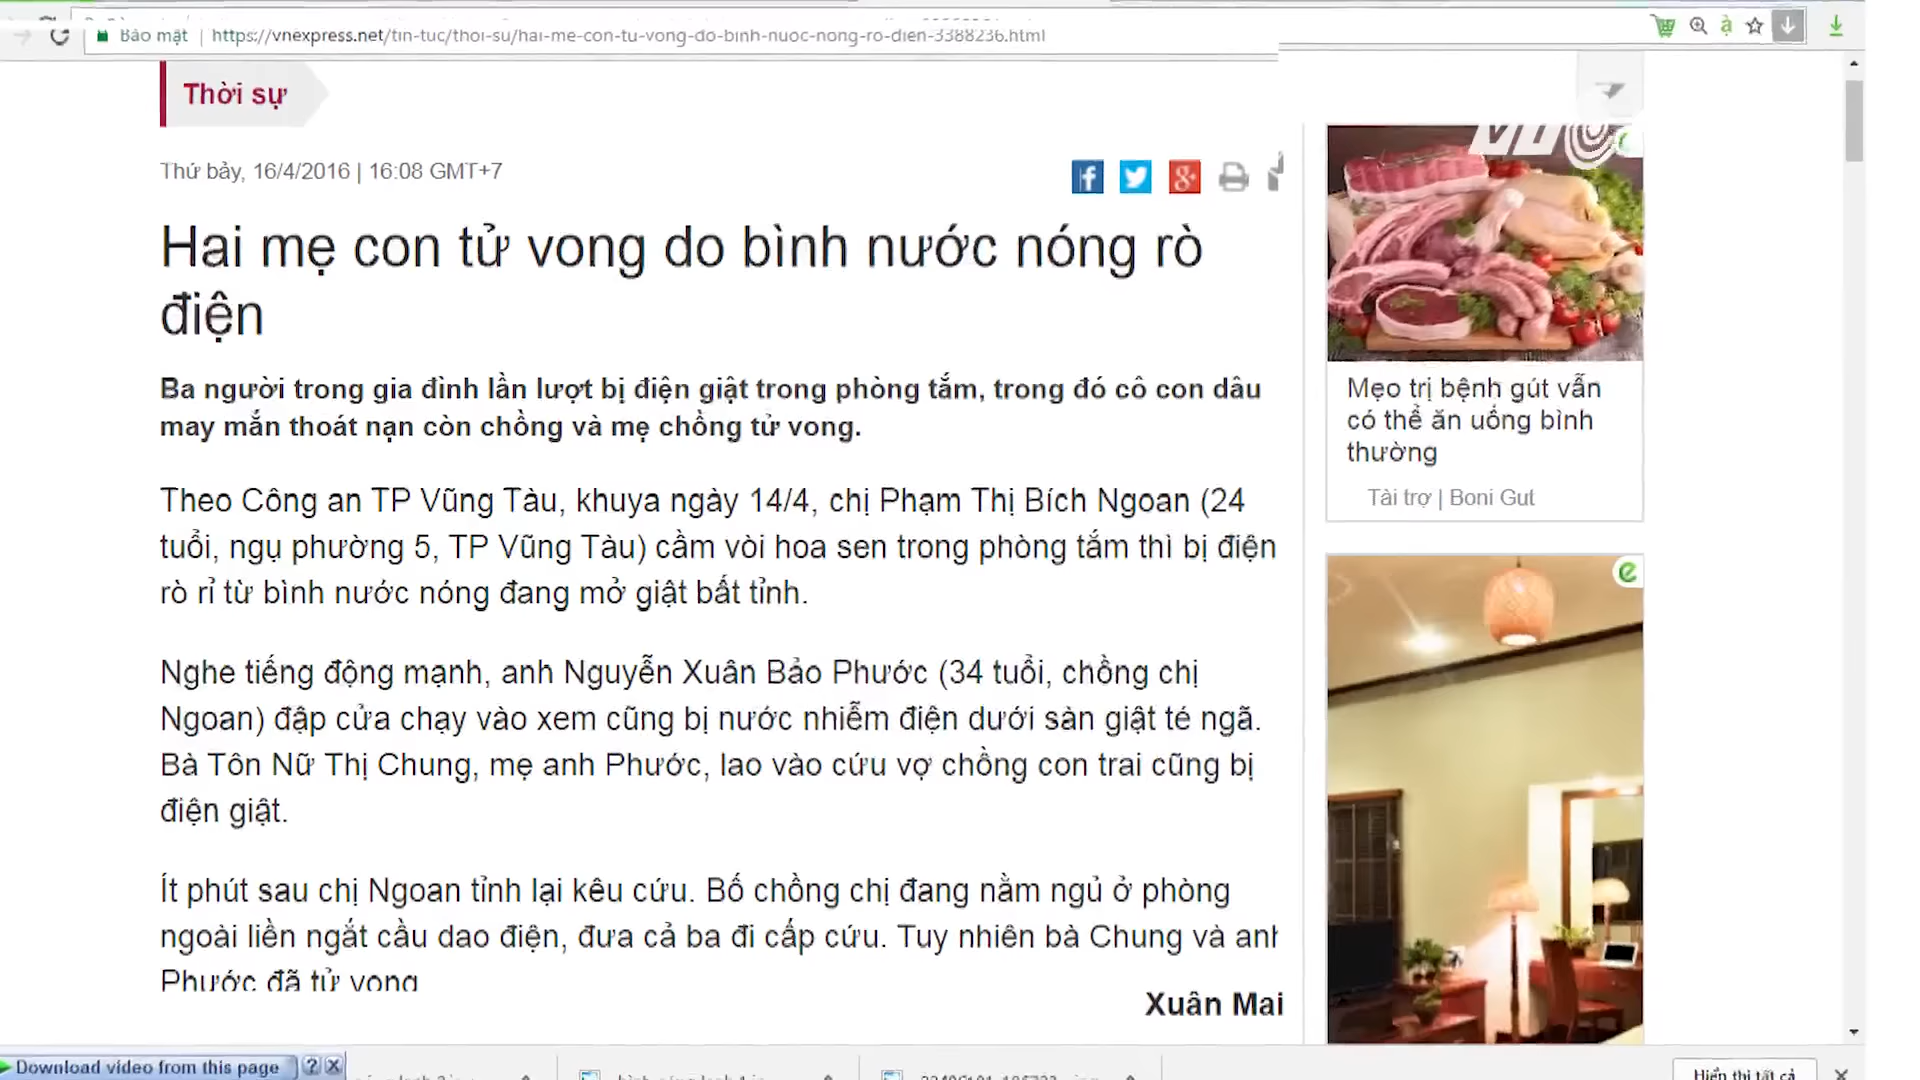 Bảo mật | https://vnexpress.net/tin-tuc/thoi-su/hai-me-con-tu-vong-do-binh-nuoc-nong-ro-dien-3388236.html
Thời sự
Thứ bảy, 16/4/2016 | 16:08 GMT+7
Hai mẹ con tử vong do bình nước nóng rò
điện
Ba người trong gia đình lần lượt bị điện giật trong phòng tắm, trong đó cô con dâu
may mắn thoát nạn còn chồng và mẹ chồng tử vong.
Theo Công an TP Vũng Tàu, khuya ngày 14/4, chị Phạm Thị Bích Ngoan (24
tuổi, ngụ phường 5, TP Vũng Tàu) cầm vòi hoa sen trong phòng tắm thì bị điện
rò rỉ từ bình nước nóng đang mở giật bất tỉnh.
Nghe tiếng động mạnh, anh Nguyễn Xuân Bảo Phước (34 tuổi, chồng chị
Ngoan) đập cửa chạy vào xem cũng bị nước nhiễm điện dưới sàn giật té ngã.
Bà Tôn Nữ Thị Chung, mẹ anh Phước, lao vào cứu vợ chồng con trai cũng bị
điện giật.
Ít phút sau chị Ngoan tỉnh lại kêu cứu. Bố chồng chị đang nằm ngủ ở phòng
ngoài liền ngắt cầu dao điện, đưa cả ba đi cấp cứu. Tuy nhiên bà Chung và anh
Phước đã tử vong
Xuân Mai
Mẹo trị bệnh gút vẫn
có thể ăn uống bình
thường
Tài trợ | Boni Gut
Download video from this page
Hiển thị tất cả